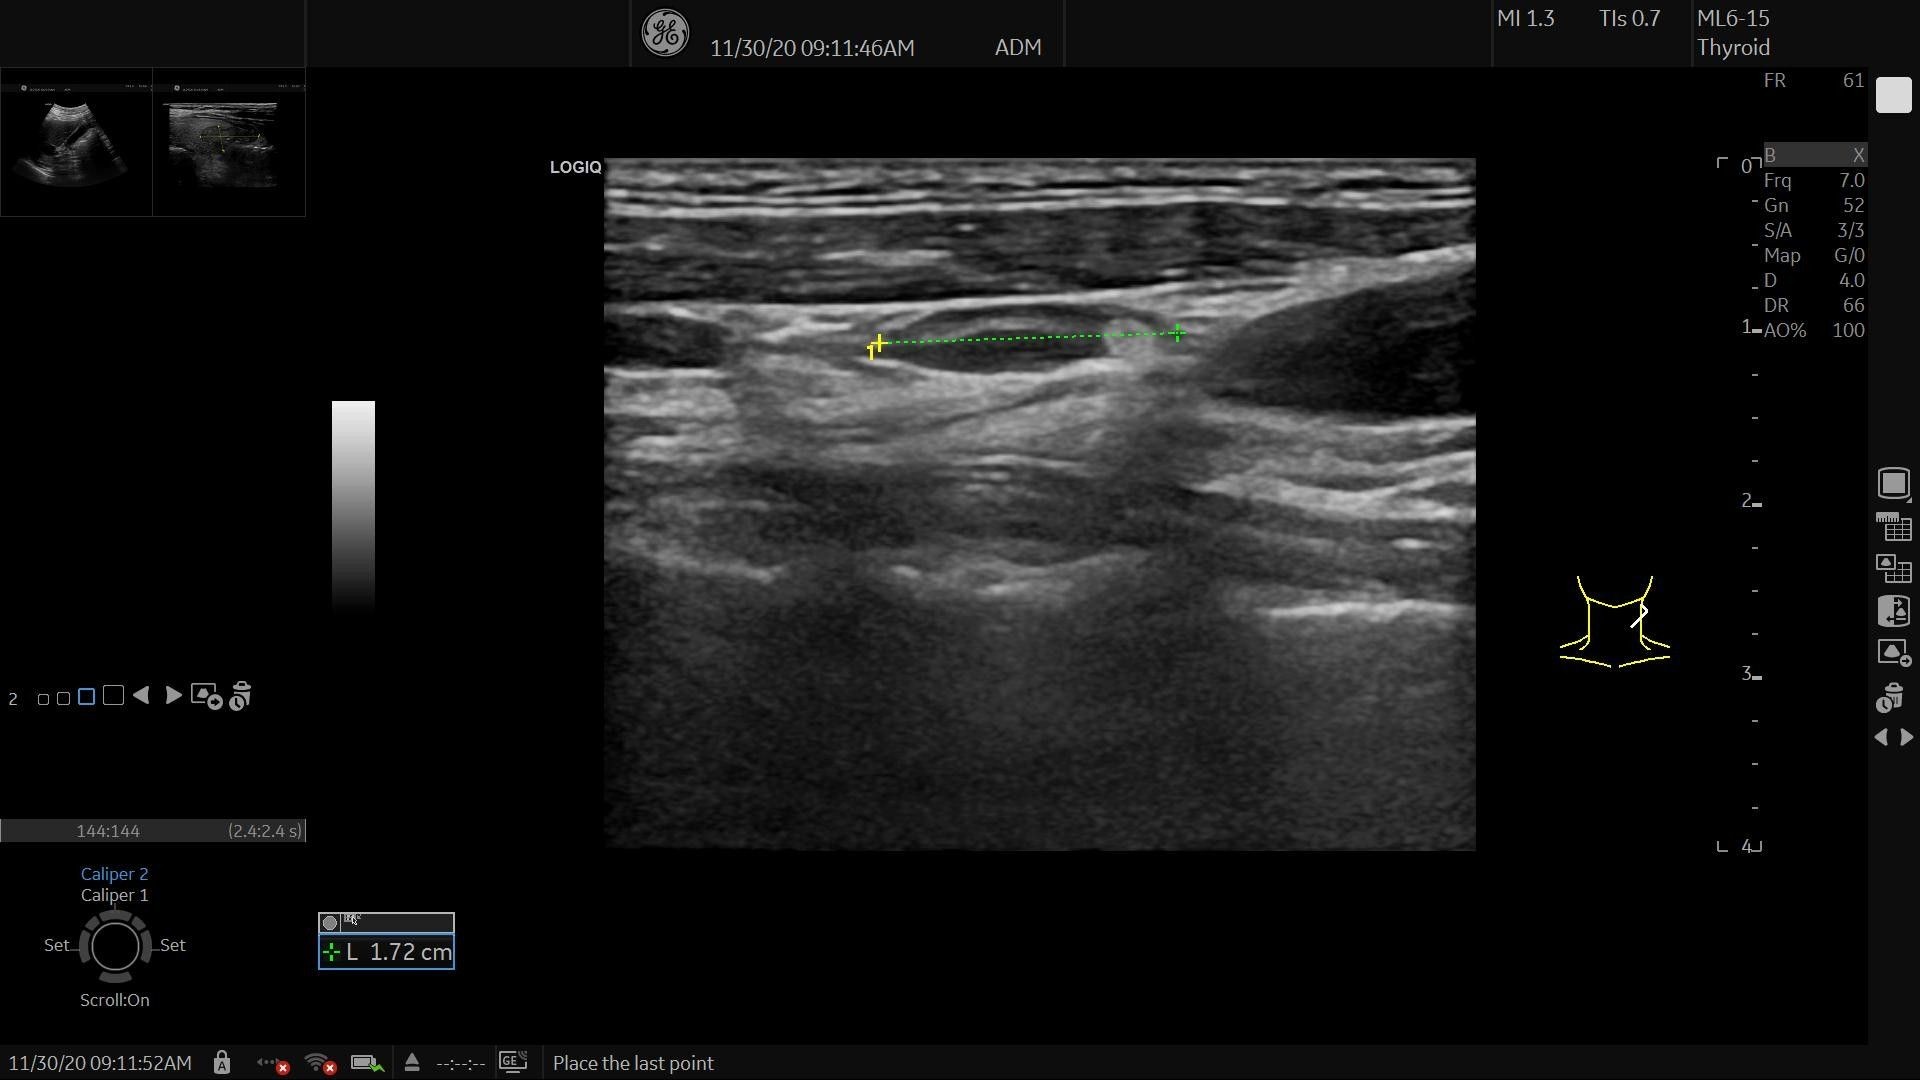 11/30/20 09:11:46AM ADM
MI 1.3 TIs 0.7
ML6-15
Thyroid
FR 61
LOGIQ
B X
Frq 7.0
Gn 52
S/A 3/3
Map G/0
D 4.0
DR 66
AO% 100
0
1
2
3
4
1
2
144:144 (2.4:2.4 s)
Caliper 2
Caliper 1
Set Set
Scroll:On
L 1.72 cm
11/30/20 09:11:52AM A --:--:-- GE Place the last point